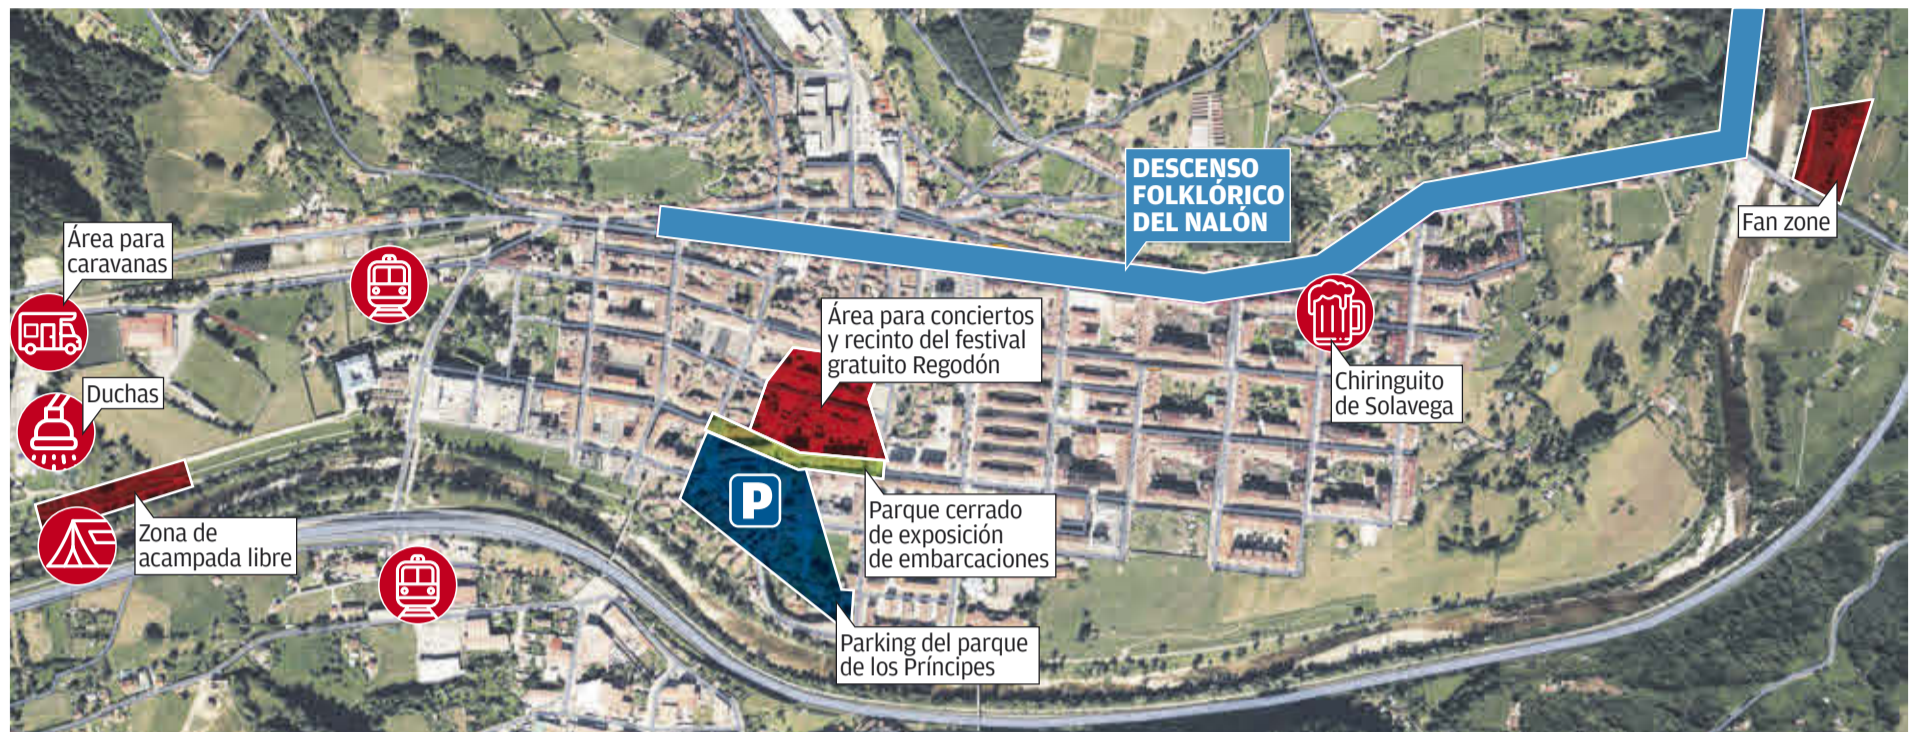 DESCENSO
FOLKLÓRICO
DEL NALÓN
Fan zone
Área para
caravanas
Área para conciertos
y recinto del festival
gratuito Regodón
Chiringuito
de Solavega
Duchas
P
Parque cerrado
de exposición
de embarcaciones
Zona de
acampada libre
Parking del parque
de los Príncipes